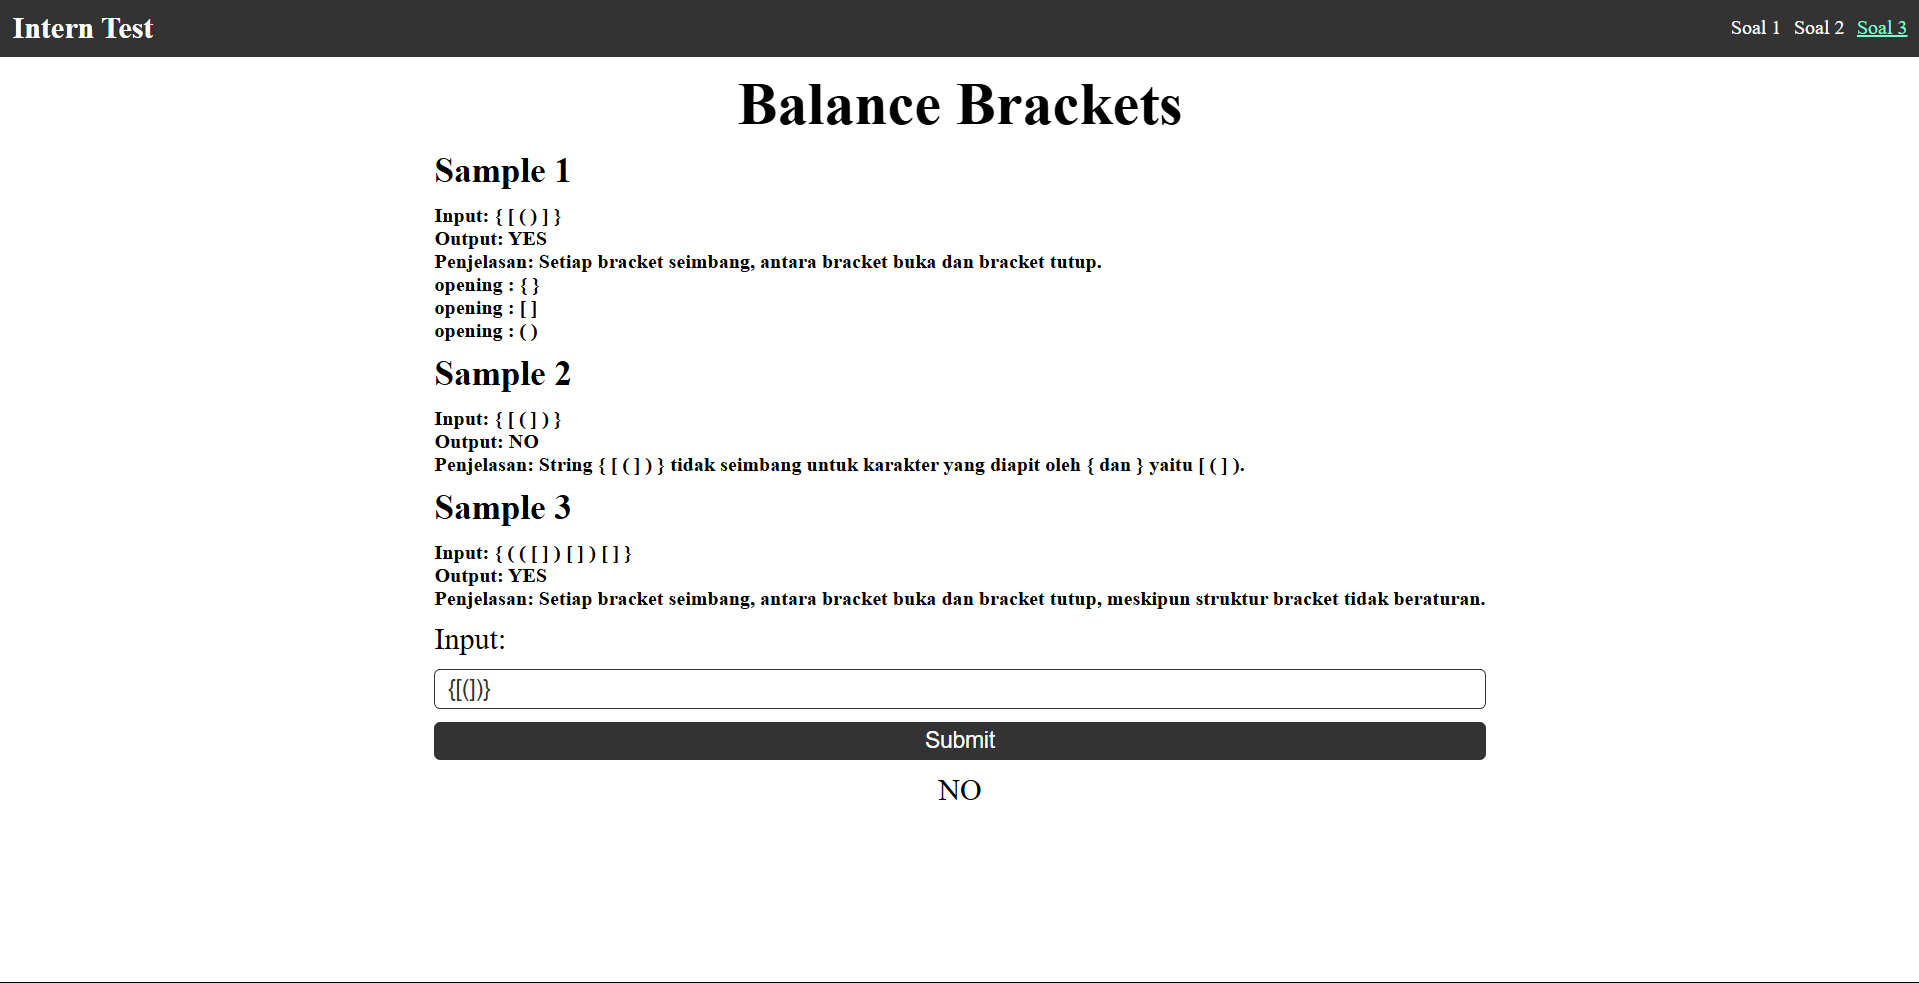 Intern Test
Soal 1 Soal 2 Soal 3
Balance Brackets
Sample 1
Input: { [ ( ) ] }
Output: YES
Penjelasan: Setiap bracket seimbang, antara bracket buka dan bracket tutup.
opening : { }
opening : [ ]
opening : ( )
Sample 2
Input: { [ ( ] ) }
Output: NO
Penjelasan: String { [ ( ] ) } tidak seimbang untuk karakter yang diapit oleh { dan } yaitu [ ( ] ).
Sample 3
Input: { ( ( [ ] ) [ ] ) [ ] }
Output: YES
Penjelasan: Setiap bracket seimbang, antara bracket buka dan bracket tutup, meskipun struktur bracket tidak beraturan.
Input:
{[(])}
Submit
NO